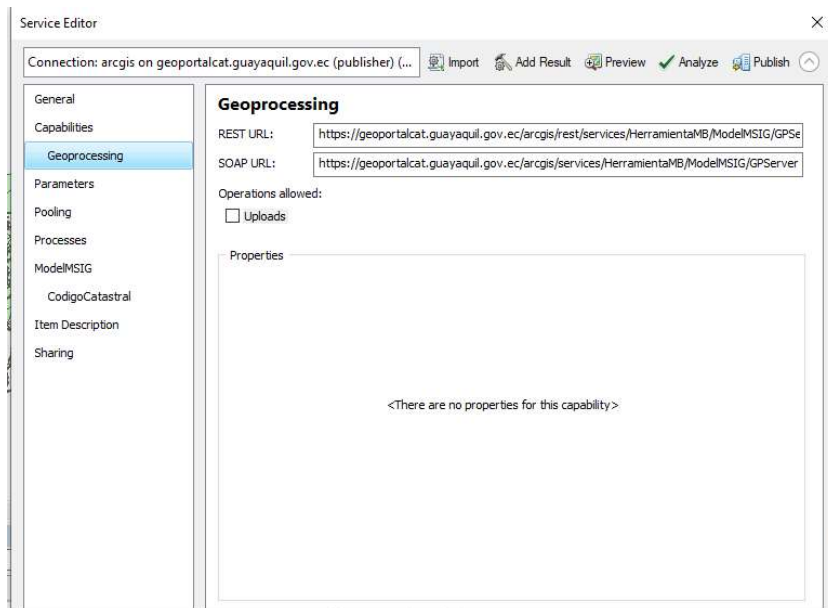 Service Editor
Connection: arcgis on geoportalcat.guayaquil.gov.ec (publisher) (... Import Add Result Preview Analyze Publish
General
Capabilities
Geoprocessing
Parameters
Pooling
Processes
ModelMSIG
CodigoCatastral
Item Description
Sharing
Geoprocessing
REST URL: https://geoportalcat.guayaquil.gov.ec/arcgis/rest/services/HerramientaMB/ModelMSIG/GPSe
SOAP URL: https://geoportalcat.guayaquil.gov.ec/arcgis/services/HerramientaMB/ModelMSIG/GPServer
Operations allowed:
Uploads
Properties
<There are no properties for this capability>